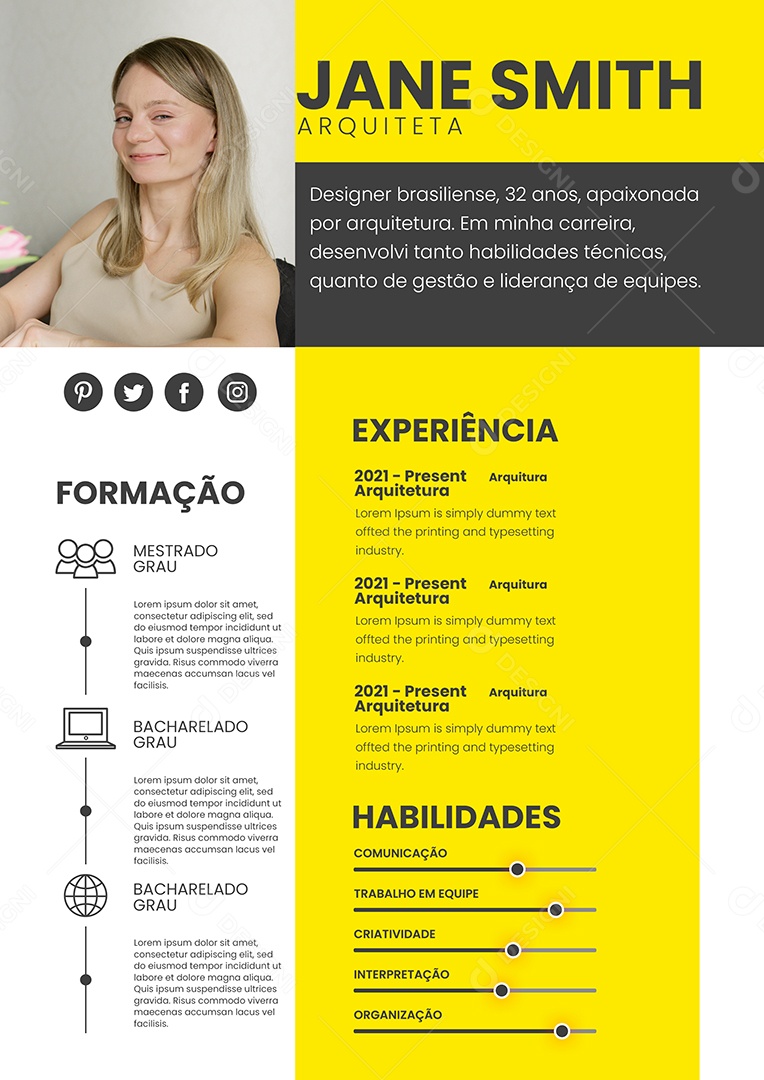 JANE SMITH
ARQUITETA
Designer brasiliense, 32 anos, apaixonada
por arquitetura. Em minha carreira,
desenvolvi tanto habilidades técnicas,
quanto de gestão e liderança de equipes.
FORMAÇÃO
MESTRADO
GRAU
Lorem ipsum dolor sit amet,
consectetur adipiscing elit, sed
do eiusmod tempor incididunt ut
labore et dolore magna aliqua.
Quis ipsum suspendisse ultrices
gravida. Risus commodo viverra
maecenas accumsan lacus vel
facilisis.
BACHARELADO
GRAU
Lorem ipsum dolor sit amet,
consectetur adipiscing elit, sed
do eiusmod tempor incididunt ut
labore et dolore magna aliqua.
Quis ipsum suspendisse ultrices
gravida. Risus commodo viverra
maecenas accumsan lacus vel
facilisis.
BACHARELADO
GRAU
Lorem ipsum dolor sit amet,
consectetur adipiscing elit, sed
do eiusmod tempor incididunt ut
labore et dolore magna aliqua.
Quis ipsum suspendisse ultrices
gravida. Risus commodo viverra
maecenas accumsan lacus vel
facilisis.
EXPERIÊNCIA
2021 - Present Arquitura
Arquitetura
Lorem Ipsum is simply dummy text
offted the printing and typesetting
industry.
2021 - Present Arquitura
Arquitetura
Lorem Ipsum is simply dummy text
offted the printing and typesetting
industry.
2021 - Present Arquitura
Arquitetura
Lorem Ipsum is simply dummy text
offted the printing and typesetting
industry.
HABILIDADES
COMUNICAÇÃO
TRABALHO EM EQUIPE
CRIATIVIDADE
INTERPRETAÇÃO
ORGANIZAÇÃO
DESIGNI